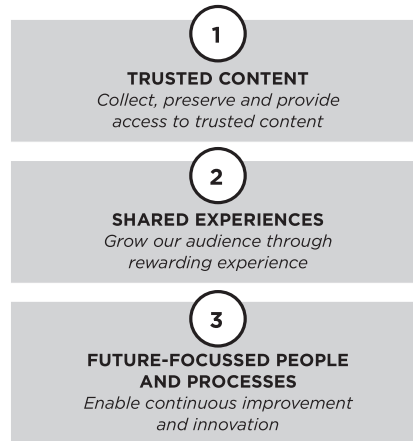 1
TRUSTED CONTENT
Collect, preserve and provide
access to trusted content
2
SHARED EXPERIENCES
Grow our audience through
rewarding experience
3
FUTURE-FOCUSSED PEOPLE
AND PROCESSES
Enable continuous improvement
and innovation